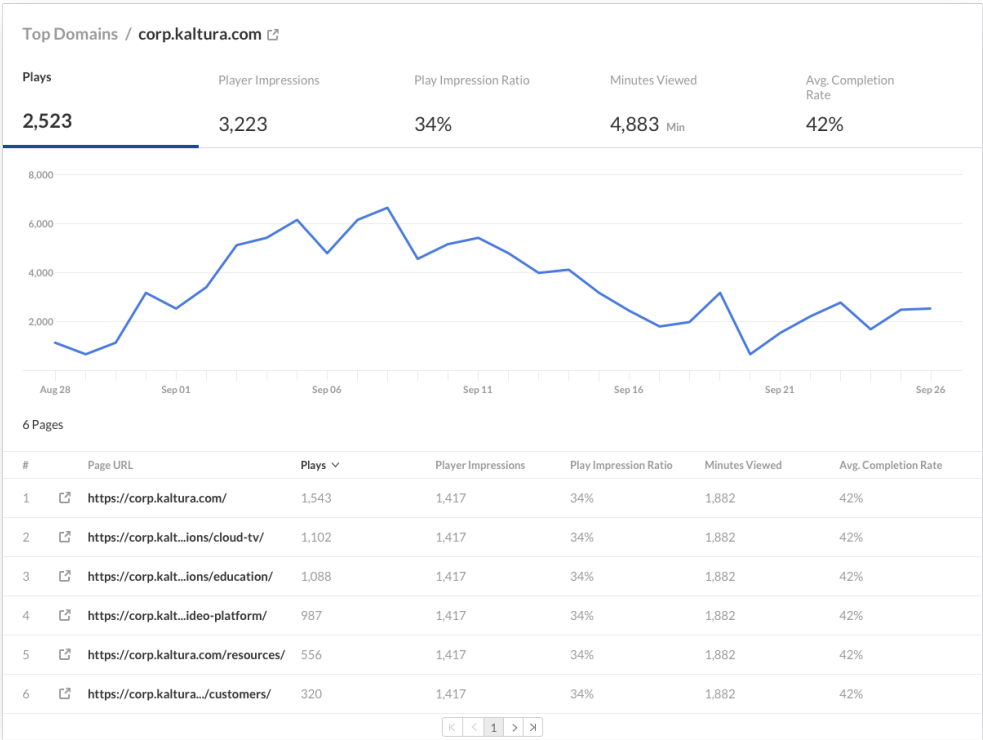 Top Domains / corp.kaltura.com
Plays Player Impressions Play Impression Ratio Minutes Viewed Avg. Completion Rate
2,523 3,223 34% 4,883 Min 42%
8,000
6,000
4,000
2,000
Aug 28 Sep 01 Sep 06 Sep 11 Sep 16 Sep 21 Sep 26
6 Pages
# Page URL Plays Player Impressions Play Impression Ratio Minutes Viewed Avg. Completion Rate
1 https://corp.kaltura.com/ 1,543 1,417 34% 1,882 42%
2 https://corp.kalt...ions/cloud-tv/ 1,102 1,417 34% 1,882 42%
3 https://corp.kalt...ions/education/ 1,088 1,417 34% 1,882 42%
4 https://corp.kalt...ideo-platform/ 987 1,417 34% 1,882 42%
5 https://corp.kaltura.com/resources/ 556 1,417 34% 1,882 42%
6 https://corp.kaltura.../customers/ 320 1,417 34% 1,882 42%
1